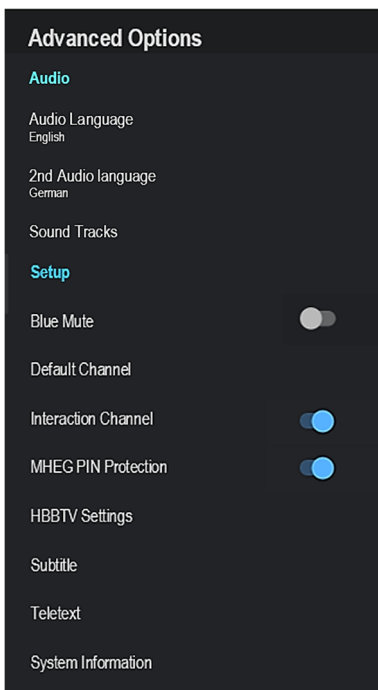 Advanced Options
Audio
Audio Language
English
2nd Audio language
German
Sound Tracks
Setup
Blue Mute
Default Channel
Interaction Channel
MHEG PIN Protection
HBBTV Settings
Subtitle
Teletext
System Information